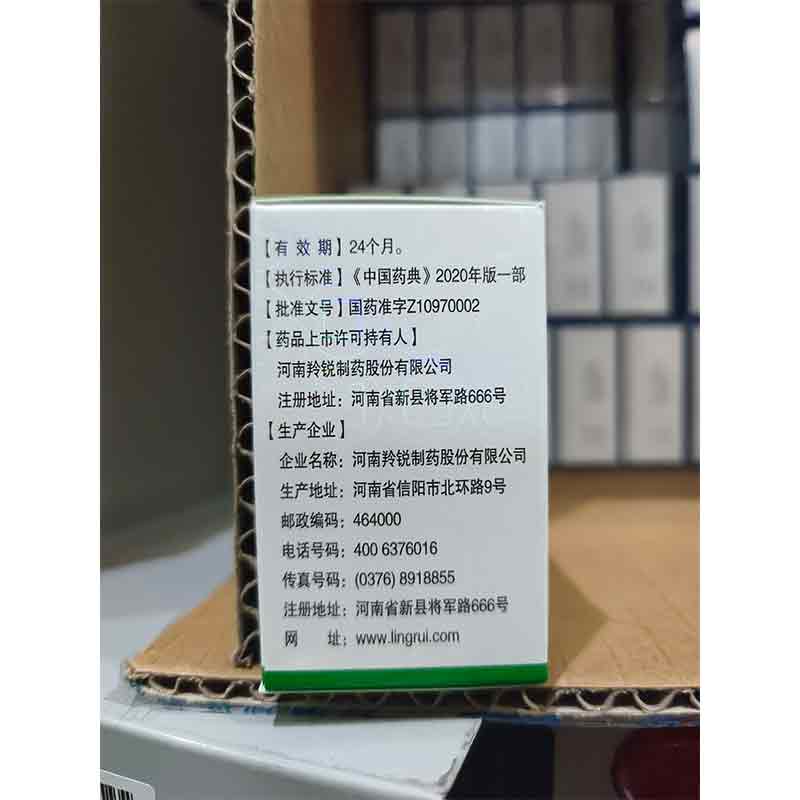 【有效期】24个月。
【执行标准】《中国药典》2020年版一部
【批准文号】国药准字Z10970002
【药品上市许可持有人】
河南羚锐制药股份有限公司
注册地址：河南省新县将军路666号
【生产企业】
企业名称：河南羚锐制药股份有限公司
生产地址：河南省信阳市北环路9号
邮政编码：464000
电话号码：400 6376016
传真号码：(0376) 8918855
注册地址：河南省新县将军路666号
网 址：www.lingrui.com